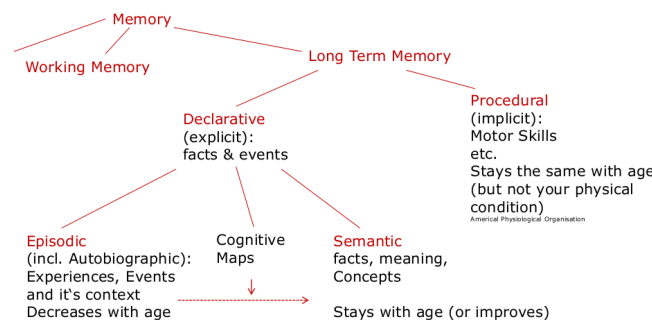 Memory
Working Memory
Long Term Memory
Procedural
(implicit):
Motor Skills
etc.
Stays the same with age
(but not your physical
condition)
Americal Physiological Organisation
Declarative
(explicit):
facts & events
Episodic
(incl. Autobiographic):
Experiences, Events
and it‘s context
Decreases with age
Cognitive
Maps
Semantic
facts, meaning,
Concepts
Stays with age (or improves)